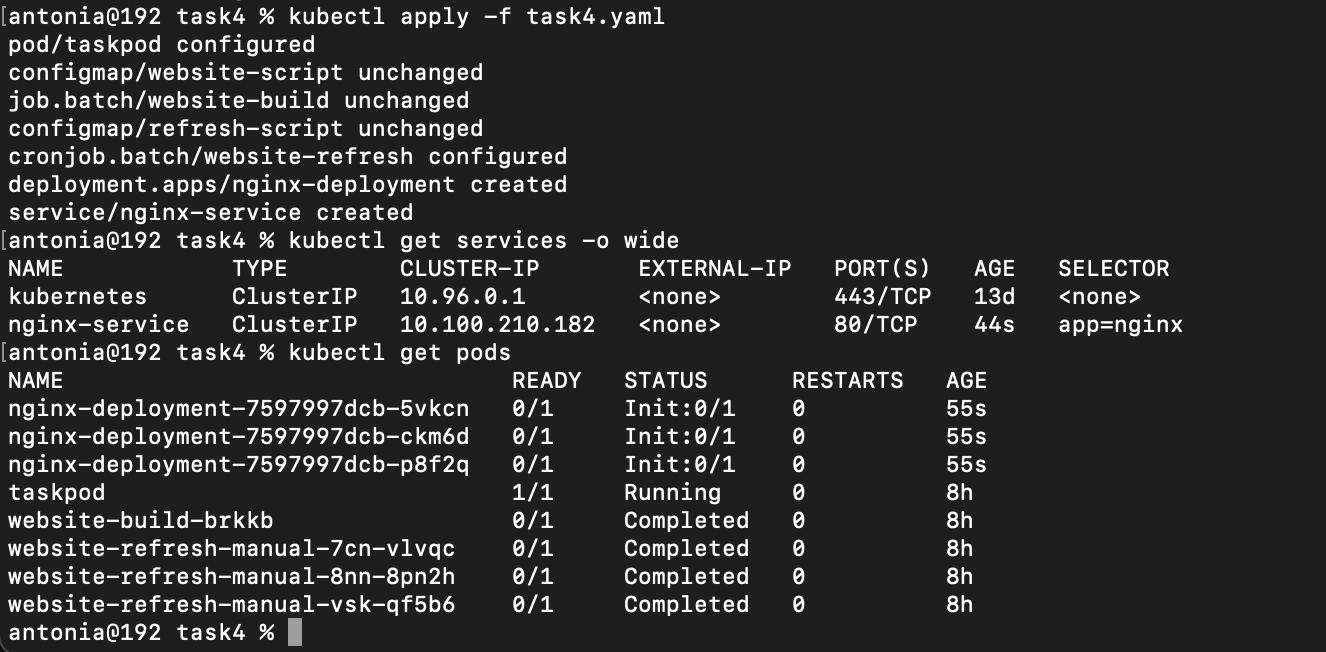 [antonia@192 task4 % kubectl apply -f task4.yaml
pod/taskpod configured
configmap/website-script unchanged
job.batch/website-build unchanged
configmap/refresh-script unchanged
cronjob.batch/website-refresh configured
deployment.apps/nginx-deployment created
service/nginx-service created
[antonia@192 task4 % kubectl get services -o wide
NAME TYPE CLUSTER-IP EXTERNAL-IP PORT(S) AGE SELECTOR
kubernetes ClusterIP 10.96.0.1 <none> 443/TCP 13d <none>
nginx-service ClusterIP 10.100.210.182 <none> 80/TCP 44s app=nginx
[antonia@192 task4 % kubectl get pods
NAME READY STATUS RESTARTS AGE
nginx-deployment-7597997dcb-5vkcn 0/1 Init:0/1 0 55s
nginx-deployment-7597997dcb-ckm6d 0/1 Init:0/1 0 55s
nginx-deployment-7597997dcb-p8f2q 0/1 Init:0/1 0 55s
taskpod 1/1 Running 0 8h
website-build-brkkb 0/1 Completed 0 8h
website-refresh-manual-7cn-vlvqc 0/1 Completed 0 8h
website-refresh-manual-8nn-8pn2h 0/1 Completed 0 8h
website-refresh-manual-vsk-qf5b6 0/1 Completed 0 8h
antonia@192 task4 %